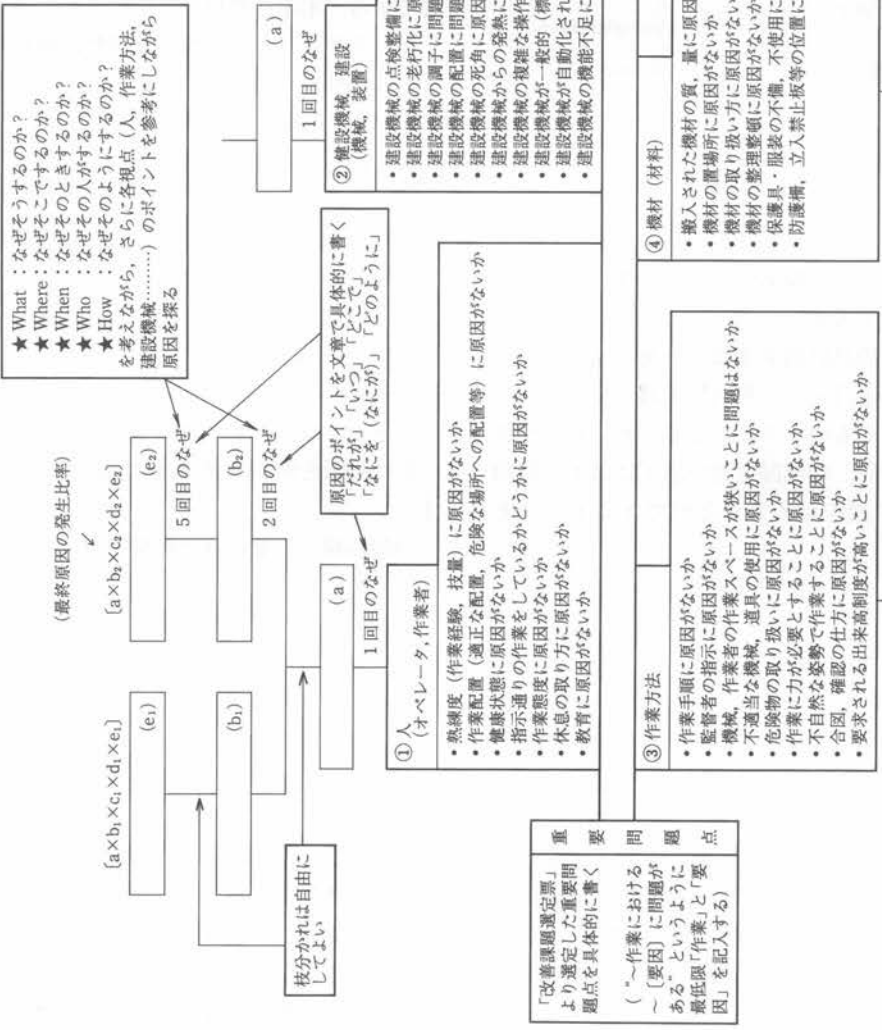 ★ What ：なぜそうするのか？
★ Where：なぜそこでするのか？
★ When ：なぜそのときするのか？
★ Who ：なぜその人がするのか？
★ How ：なぜそのようにするのか？
を考えながら，さらに各視点（人，作業方法，
建設機械………）のポイントを参考にしながら
原因を探る
（最終原因の発生比率）
〔a×b₁×c₁×d₁×e₁〕
〔a×b₂×c₂×d₂×e₂〕
(e₁)
(e₂)
5回目のなぜ
(b₁)
(b₂)
2回目のなぜ
枝分かれは自由に
してよい
原因のポイントを文章で具体的に書く
「だれが」「いつ」「どこで」
「なにを（なにが）」「どのように」
(a)
1回目のなぜ
(a)
1回目のなぜ
① 人
（オペレータ，作業者）
・熟練度（作業経験，技量）に原因がないか
・作業配置（適正な配置，危険な場所への配置等）に原因がないか
・健康状態に原因がないか
・指示通りの作業をしているかどうかに原因がないか
・作業態度に原因がないか
・休息の取り方に原因がないか
・教育に原因がないか
② 健設機械　建設
（機械，装置）
・建設機械の点検整備に
・建設機械の老朽化に原
・建設機械の調子に問題
・建設機械の配置に問題
・建設機械の死角に原因
・建設機械からの発熱に
・建設機械の複雑な操作
・建設機械が一般的（標
・建設機械が自動化され
・建設機械の機能不足に
重要問題点
「改善課題選定票」
より選定した重要問
題点を具体的に書く
（“～作業における
～〔要因〕に問題が
ある”というように
最低限「作業」と「要
因」を記入する）
③ 作業方法
・作業手順に原因がないか
・監督者の指示に原因がないか
・機械，作業者の作業スペースが狭いことに問題はないか
・不適当な機械，道具の使用に原因がないか
・危険物の取り扱いに原因がないか
・作業に力が必要とすることに原因がないか
・不自然な姿勢で作業することに原因がないか
・合図，確認の仕方に原因がないか
・要求される出来高制度が高いことに原因がないか
④ 機材（材料）
・搬入された機材の質，量に原因
・機材の置場所に原因がないか
・機材の取り扱い方に原因がない
・機材の整理整頓に原因がないか
・保護具・服装の不備，不使用に
・防護柵，立入禁止板等の位置に